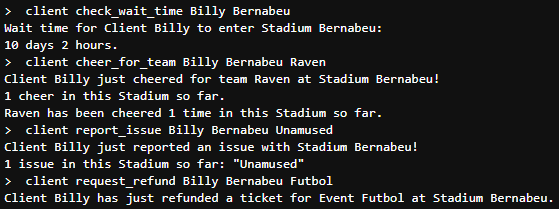 >  client check_wait_time Billy Bernabeu
Wait time for Client Billy to enter Stadium Bernabeu:
10 days 2 hours.
>  client cheer_for_team Billy Bernabeu Raven
Client Billy just cheered for team Raven at Stadium Bernabeu!
1 cheer in this Stadium so far.
Raven has been cheered 1 time in this Stadium so far.
>  client report_issue Billy Bernabeu Unamused
Client Billy just reported an issue with Stadium Bernabeu!
1 issue in this Stadium so far: "Unamused"
>  client request_refund Billy Bernabeu Futbol
Client Billy has just refunded a ticket for Event Futbol at Stadium Bernabeu.